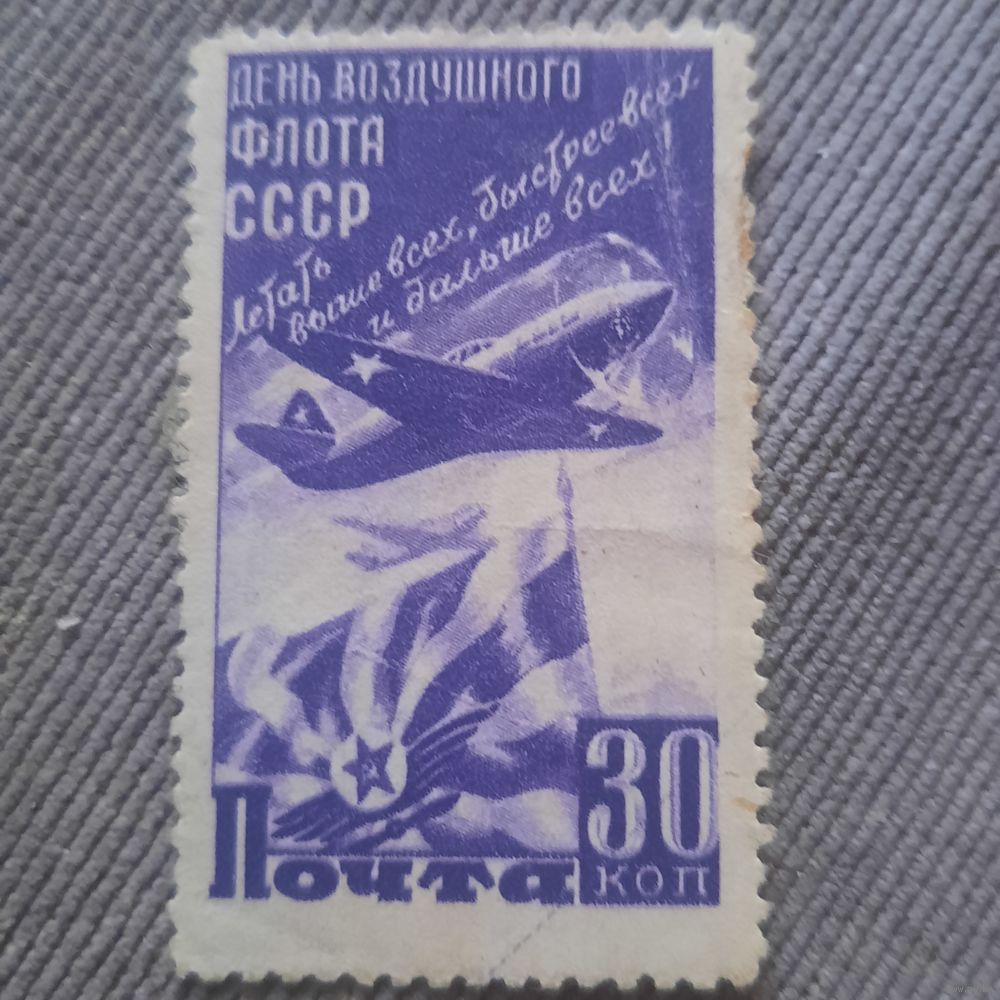 ДЕНЬ ВОЗДУШНОГО
ФЛОТА
СССР
Летать
выше всех, быстрее всех
и дальше всех!
30
КОП
Почта